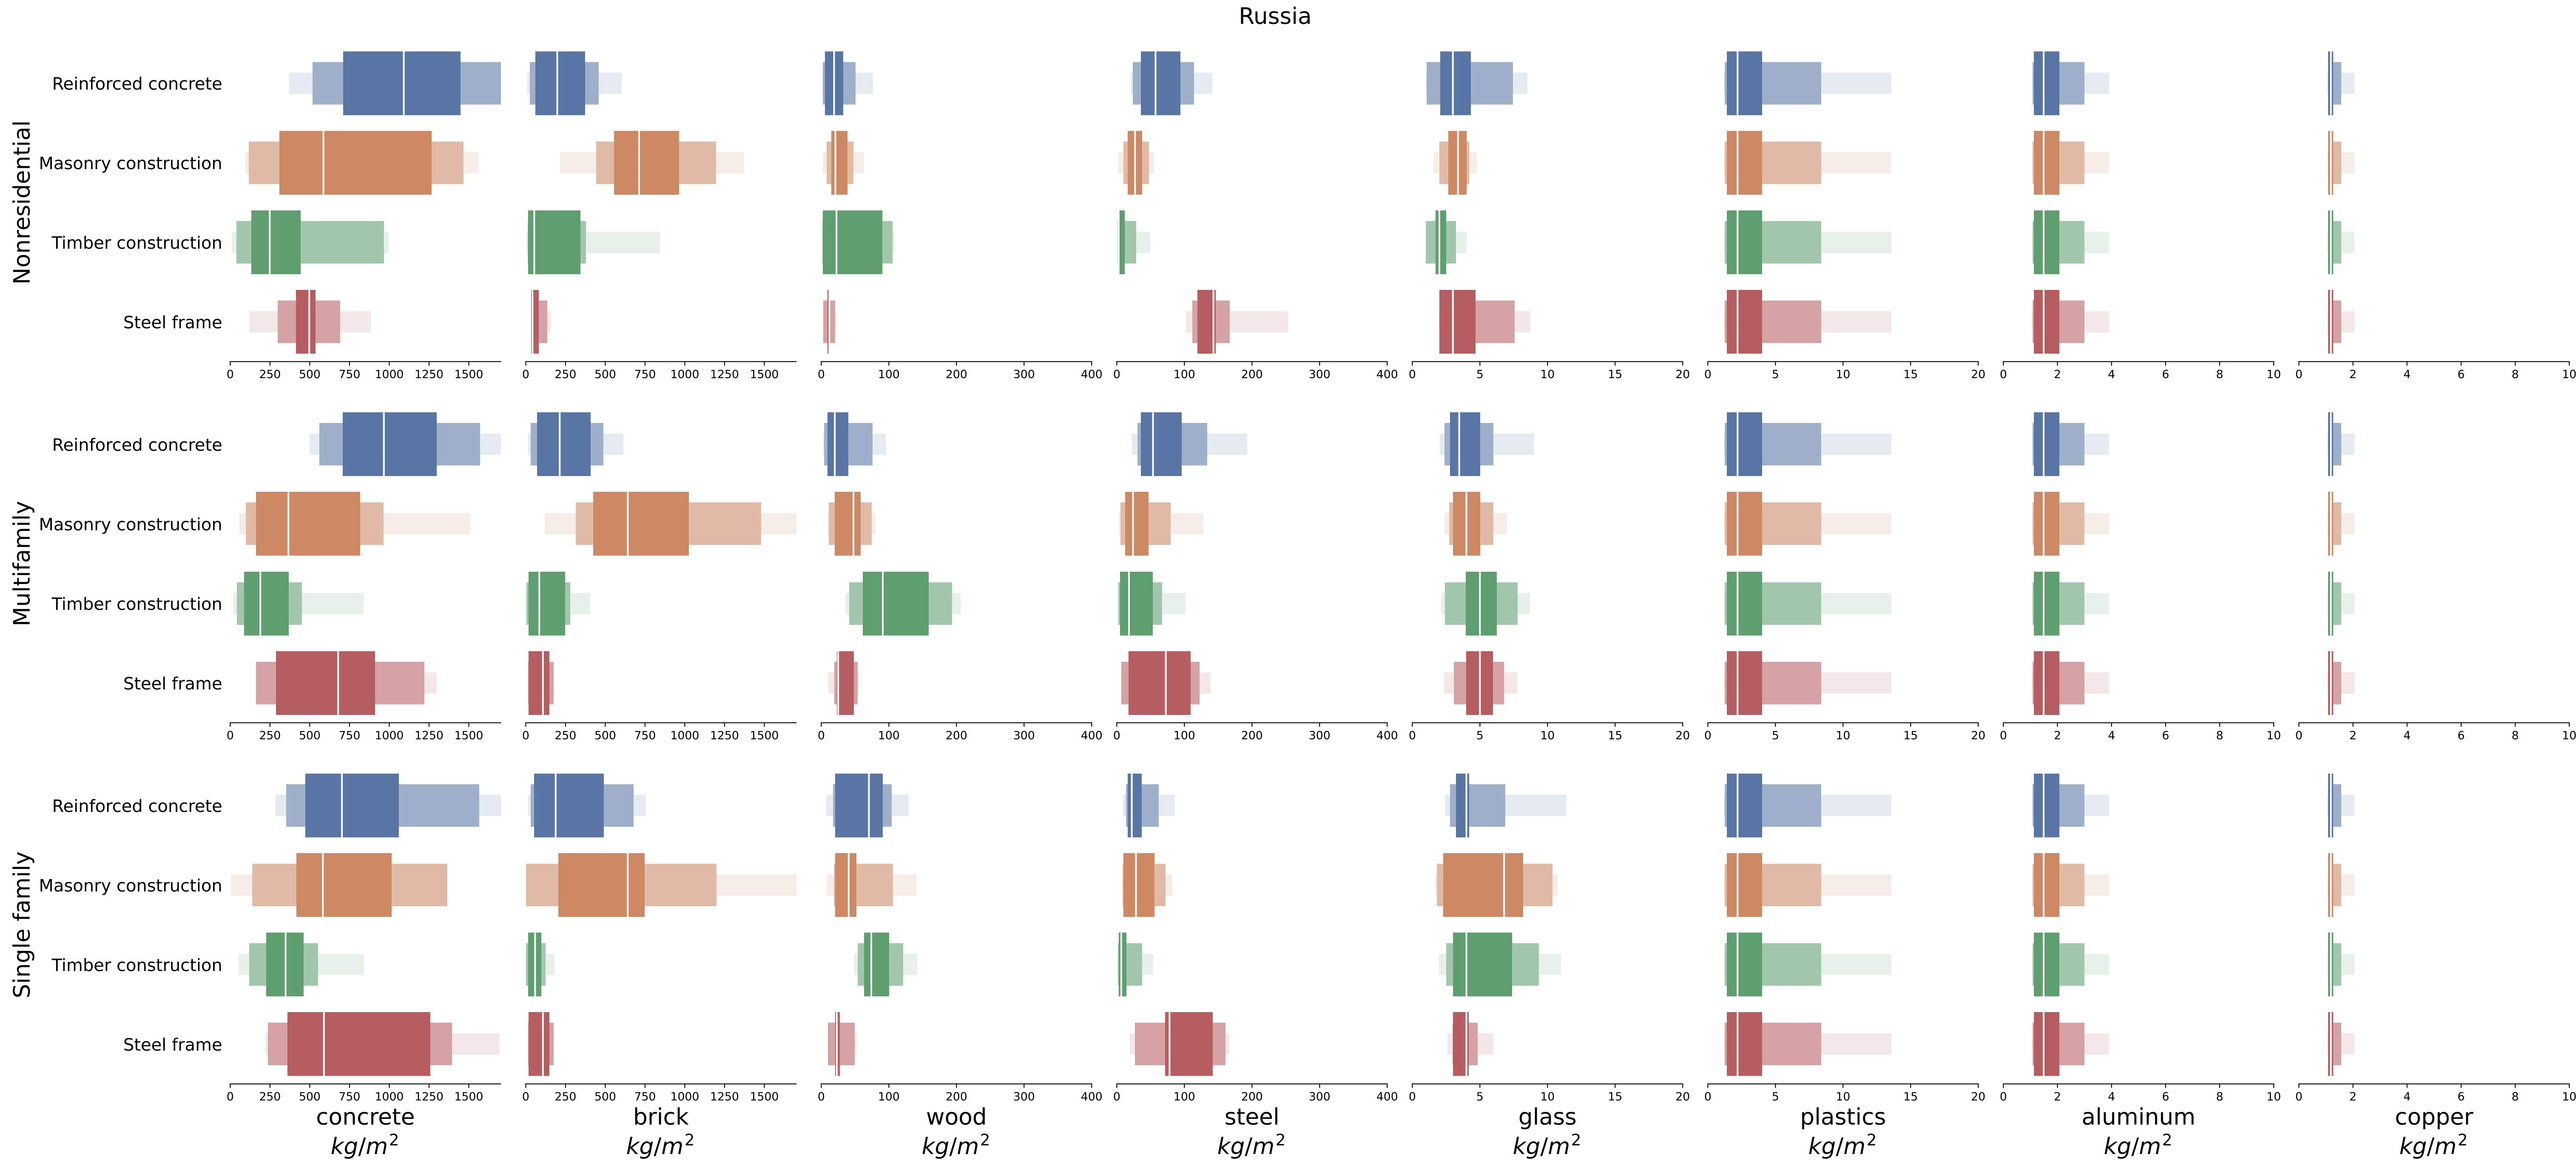 Russia
Nonresidential
Reinforced concrete
Masonry construction
Timber construction
Steel frame
0 250 500 750 1000 1250 1500 0 250 500 750 1000 1250 1500 0 100 200 300 400 0 100 200 300 400 0 5 10 15 20 0 5 10 15 20 0 2 4 6 8 10 0 2 4 6 8 10
Multifamily
Reinforced concrete
Masonry construction
Timber construction
Steel frame
0 250 500 750 1000 1250 1500 0 250 500 750 1000 1250 1500 0 100 200 300 400 0 100 200 300 400 0 5 10 15 20 0 5 10 15 20 0 2 4 6 8 10 0 2 4 6 8 10
Single family
Reinforced concrete
Masonry construction
Timber construction
Steel frame
0 250 500 750 1000 1250 1500 0 250 500 750 1000 1250 1500 0 100 200 300 400 0 100 200 300 400 0 5 10 15 20 0 5 10 15 20 0 2 4 6 8 10 0 2 4 6 8 10
concrete brick wood steel glass plastics aluminum copper
kg/m² kg/m² kg/m² kg/m² kg/m² kg/m² kg/m² kg/m²